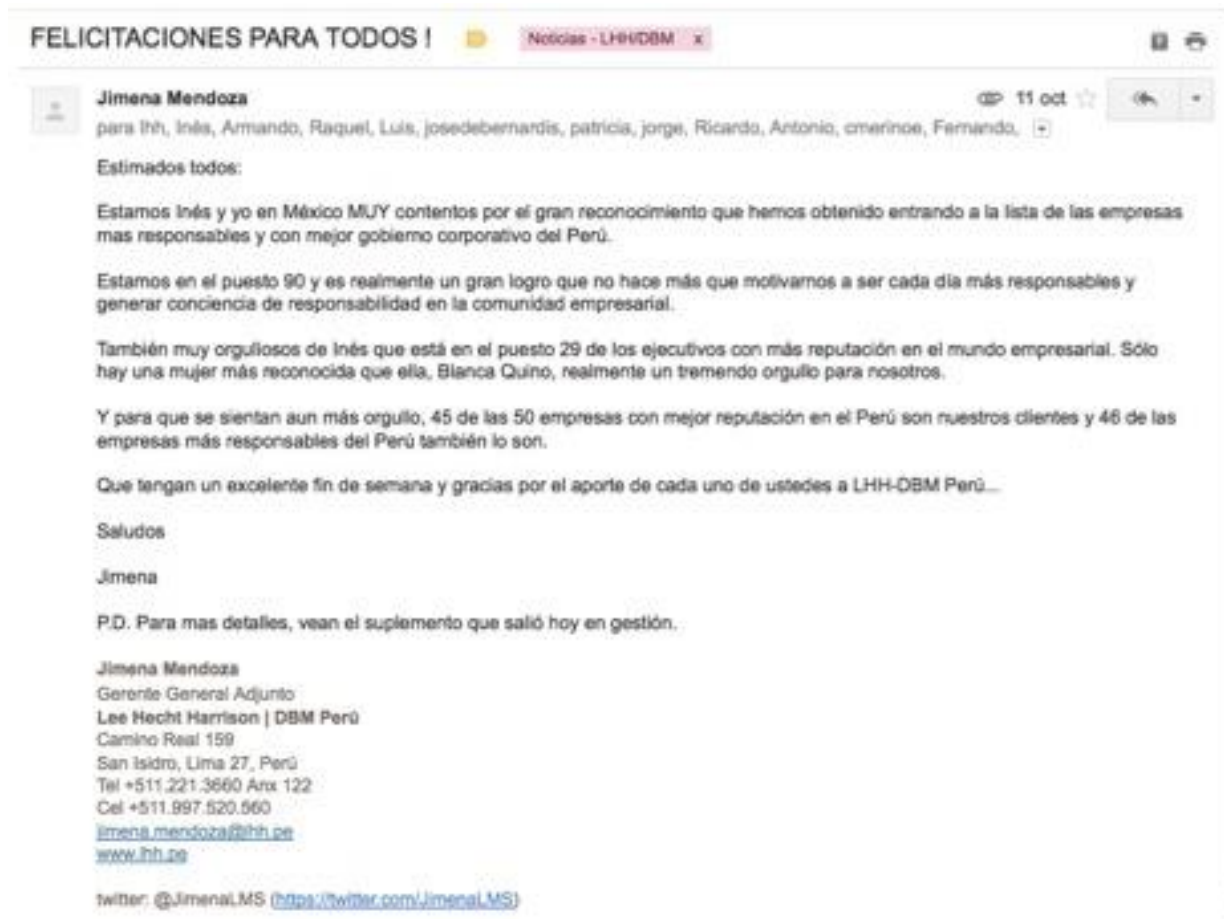 FELICITACIONES PARA TODOS !
Noticias - LHH/DBM x
Jimena Mendoza
11 oct
para lhh, Inés, Armando, Raquel, Luis, josedebernardis, patricia, jorge, Ricardo, Antonio, cmerinoe, Fernando,
Estimados todos:
Estamos Inés y yo en México MUY contentos por el gran reconocimiento que hemos obtenido entrando a la lista de las empresas
mas responsables y con mejor gobierno corporativo del Perú.
Estamos en el puesto 90 y es realmente un gran logro que no hace más que motivarnos a ser cada día más responsables y
generar conciencia de responsabilidad en la comunidad empresarial.
También muy orgullosos de Inés que está en el puesto 29 de los ejecutivos con más reputación en el mundo empresarial. Sólo
hay una mujer más reconocida que ella, Blanca Quino, realmente un tremendo orgullo para nosotros.
Y para que se sientan aun más orgullo, 45 de las 50 empresas con mejor reputación en el Perú son nuestros clientes y 46 de las
empresas más responsables del Perú también lo son.
Que tengan un excelente fin de semana y gracias por el aporte de cada uno de ustedes a LHH-DBM Perú...
Saludos
Jimena
P.D. Para mas detalles, vean el suplemento que salió hoy en gestión.
Jimena Mendoza
Gerente General Adjunto
Lee Hecht Harrison | DBM Perú
Camino Real 159
San Isidro, Lima 27, Perú
Tel +511.221.3660 Anx 122
Cel +511.997.520.560
jimena.mendoza@lhh.pe
www.lhh.pe
twitter: @JimenaLMS (https://twitter.com/JimenaLMS)